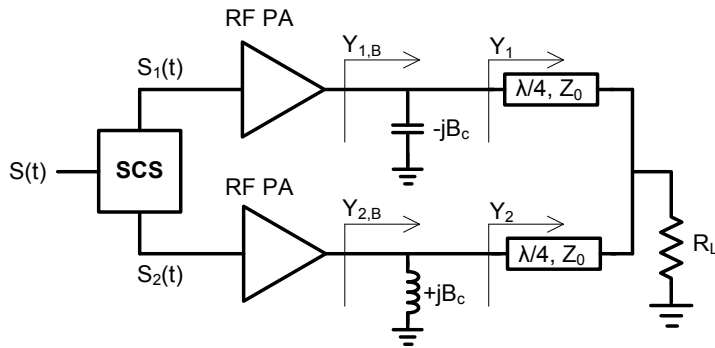 RF PA
S1(t)
Y1,B
Y1
λ/4, Z0
-jBc
S(t)
SCS
RF PA
S2(t)
Y2,B
Y2
λ/4, Z0
+jBc
RL